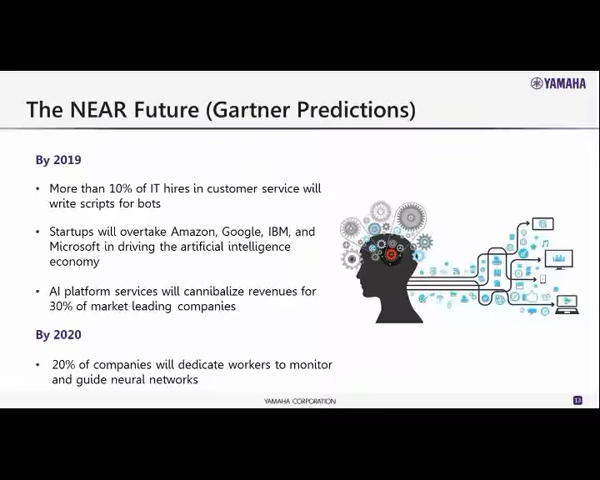 YAMAHA
The NEAR Future (Gartner Predictions)
By 2019
• More than 10% of IT hires in customer service will
write scripts for bots
• Startups will overtake Amazon, Google, IBM, and
Microsoft in driving the artificial intelligence
economy
• AI platform services will cannibalize revenues for
30% of market leading companies
By 2020
• 20% of companies will dedicate workers to monitor
and guide neural networks
YAMAHA CORPORATION
13